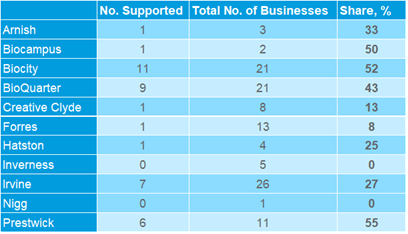 No. Supported Total No. of Businesses Share, %
Arnish 1 3 33
Biocampus 1 2 50
Biocity 11 21 52
BioQuarter 9 21 43
Creative Clyde 1 8 13
Forres 1 13 8
Hatston 1 4 25
Inverness 0 5 0
Irvine 7 26 27
Nigg 0 1 0
Prestwick 6 11 55